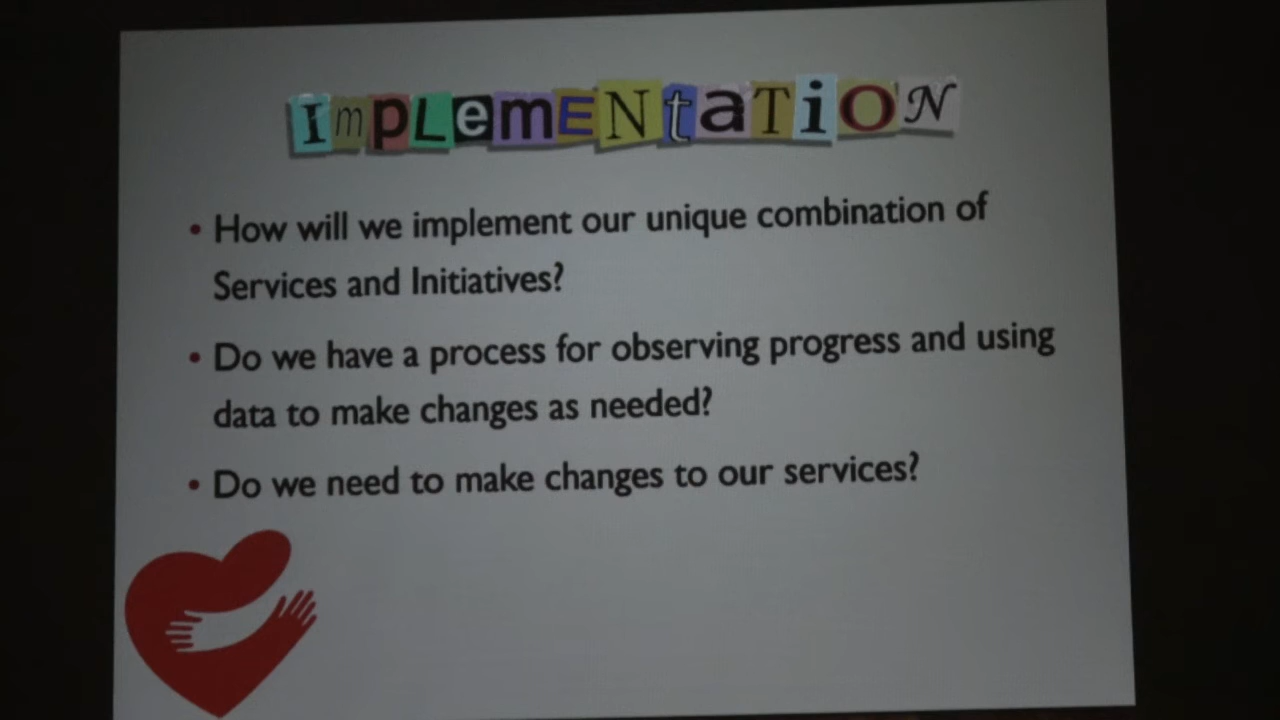 ImpLemENtaTiON
• How will we implement our unique combination of
Services and Initiatives?
• Do we have a process for observing progress and using
data to make changes as needed?
• Do we need to make changes to our services?